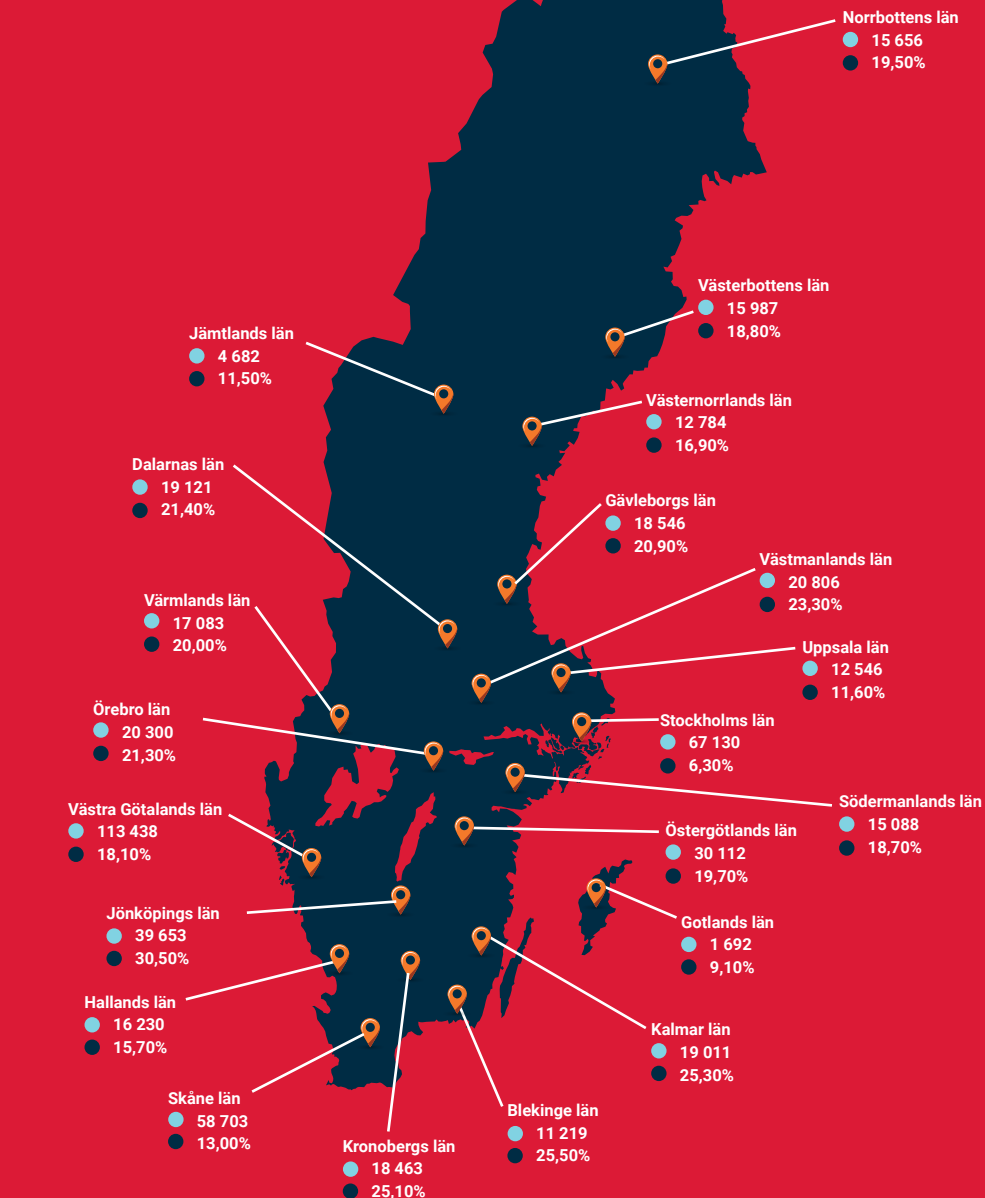 Norrbottens län
15 656
19,50%
Västerbottens län
15 987
18,80%
Jämtlands län
4 682
11,50%
Västernorrlands län
12 784
16,90%
Dalarnas län
19 121
21,40%
Gävleborgs län
18 546
20,90%
Västmanlands län
20 806
23,30%
Värmlands län
17 083
20,00%
Uppsala län
12 546
11,60%
Örebro län
20 300
21,30%
Stockholms län
67 130
6,30%
Södermanlands län
15 088
18,70%
Västra Götalands län
113 438
18,10%
Östergötlands län
30 112
19,70%
Jönköpings län
39 653
30,50%
Gotlands län
1 692
9,10%
Hallands län
16 230
15,70%
Kalmar län
19 011
25,30%
Skåne län
58 703
13,00%
Blekinge län
11 219
25,50%
Kronobergs län
18 463
25,10%